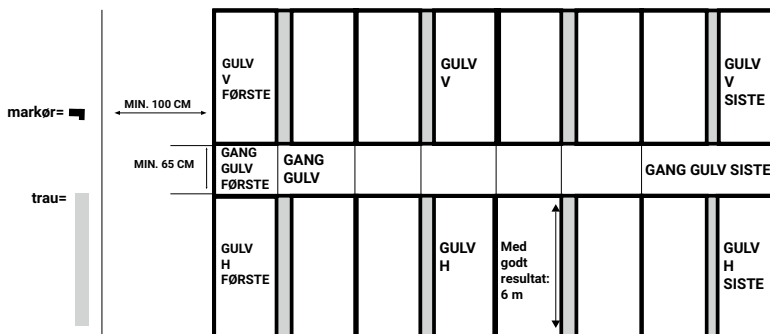 GULV
V
FØRSTE
GULV
V
GULV
V
SISTE
markør=
MIN. 100 CM
MIN. 65 CM
GANG
GULV
FØRSTE
GANG
GULV
GANG GULV SISTE
trau=
GULV
H
FØRSTE
GULV
H
Med
godt
resultat:
6 m
GULV
H
SISTE